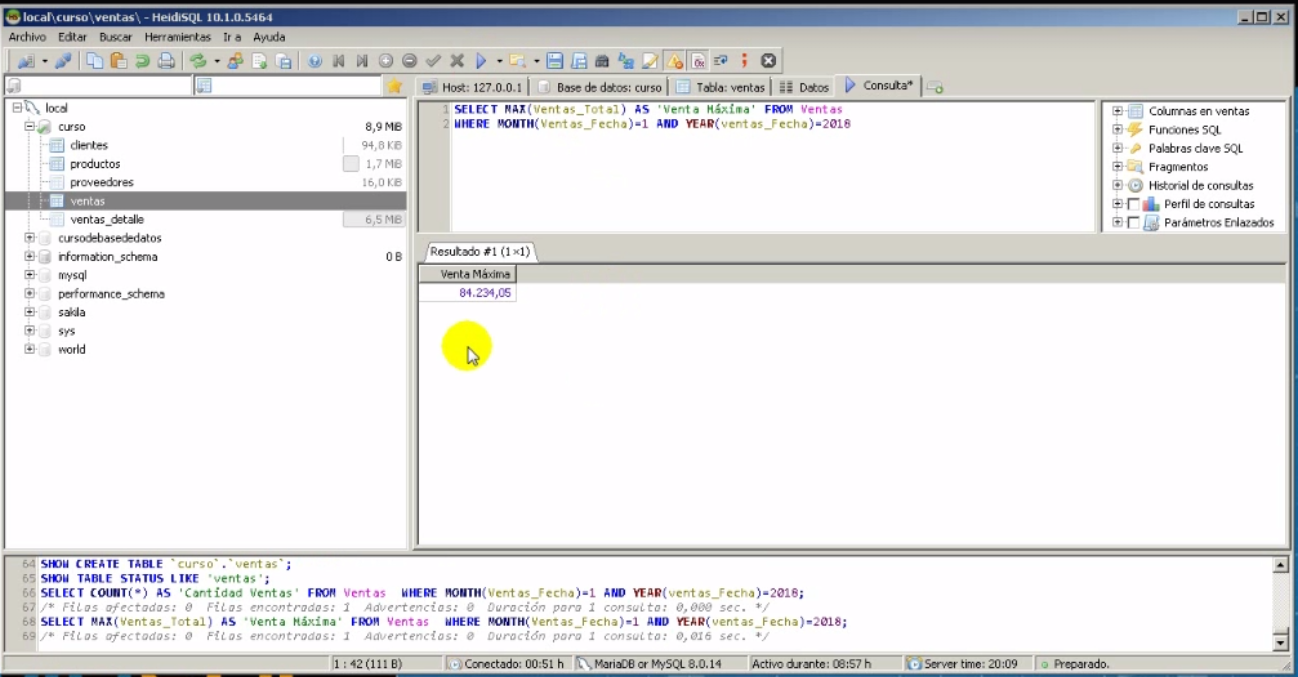 local\curso\ventas\ - HeidiSQL 10.1.0.5464
Archivo Editar Buscar Herramientas Ir a Ayuda
Host: 127.0.0.1 Base de datos: curso Tabla: ventas Datos Consulta*
local
curso 8,9 MiB
clientes 94,8 KiB
productos 1,7 MiB
proveedores 16,0 KiB
ventas
ventas_detalle 6,5 MiB
cursodebasededatos
information_schema 0 B
mysql
performance_schema
sakila
sys
world
1 SELECT MAX(Ventas_Total) AS 'Venta Máxima' FROM Ventas
2 WHERE MONTH(Ventas_Fecha)=1 AND YEAR(ventas_Fecha)=2018
Columnas en ventas
Funciones SQL
Palabras clave SQL
Fragmentos
Historial de consultas
Perfil de consultas
Parámetros Enlazados
Resultado #1 (1×1)
Venta Máxima
84.234,05
64 SHOW CREATE TABLE `curso`.`ventas`;
65 SHOW TABLE STATUS LIKE 'ventas';
66 SELECT COUNT(*) AS 'Cantidad Ventas' FROM Ventas WHERE MONTH(Ventas_Fecha)=1 AND YEAR(ventas_Fecha)=2018;
67 /* Filas afectadas: 0 Filas encontradas: 1 Advertencias: 0 Duración para 1 consulta: 0,000 sec. */
68 SELECT MAX(Ventas_Total) AS 'Venta Máxima' FROM Ventas WHERE MONTH(Ventas_Fecha)=1 AND YEAR(ventas_Fecha)=2018;
69 /* Filas afectadas: 0 Filas encontradas: 1 Advertencias: 0 Duración para 1 consulta: 0,016 sec. */
1 : 42 (111 B) Conectado: 00:51 h MariaDB or MySQL 8.0.14 Activo durante: 08:57 h Server time: 20:09 Preparado.